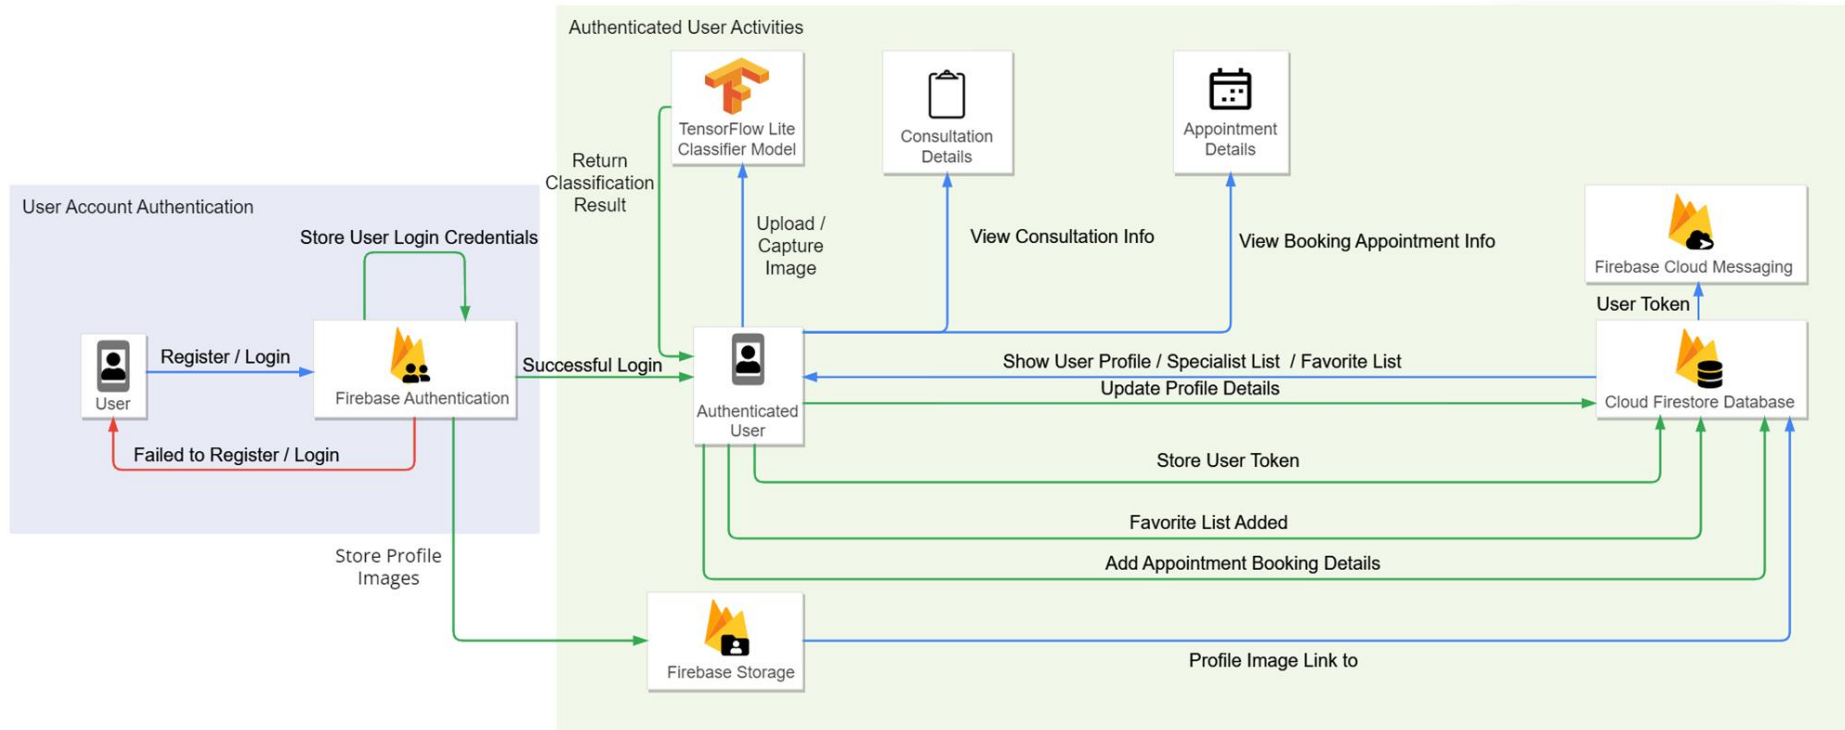 Authenticated User Activities
TensorFlow Lite
Classifier Model
Consultation
Details
Appointment
Details
Return
Classification
Result
Upload /
Capture
Image
View Consultation Info
View Booking Appointment Info
Firebase Cloud Messaging
User Token
User Account Authentication
Store User Login Credentials
Register / Login
User
Firebase Authentication
Failed to Register / Login
Successful Login
Authenticated
User
Show User Profile / Specialist List / Favorite List
Update Profile Details
Cloud Firestore Database
Store User Token
Favorite List Added
Add Appointment Booking Details
Store Profile
Images
Firebase Storage
Profile Image Link to